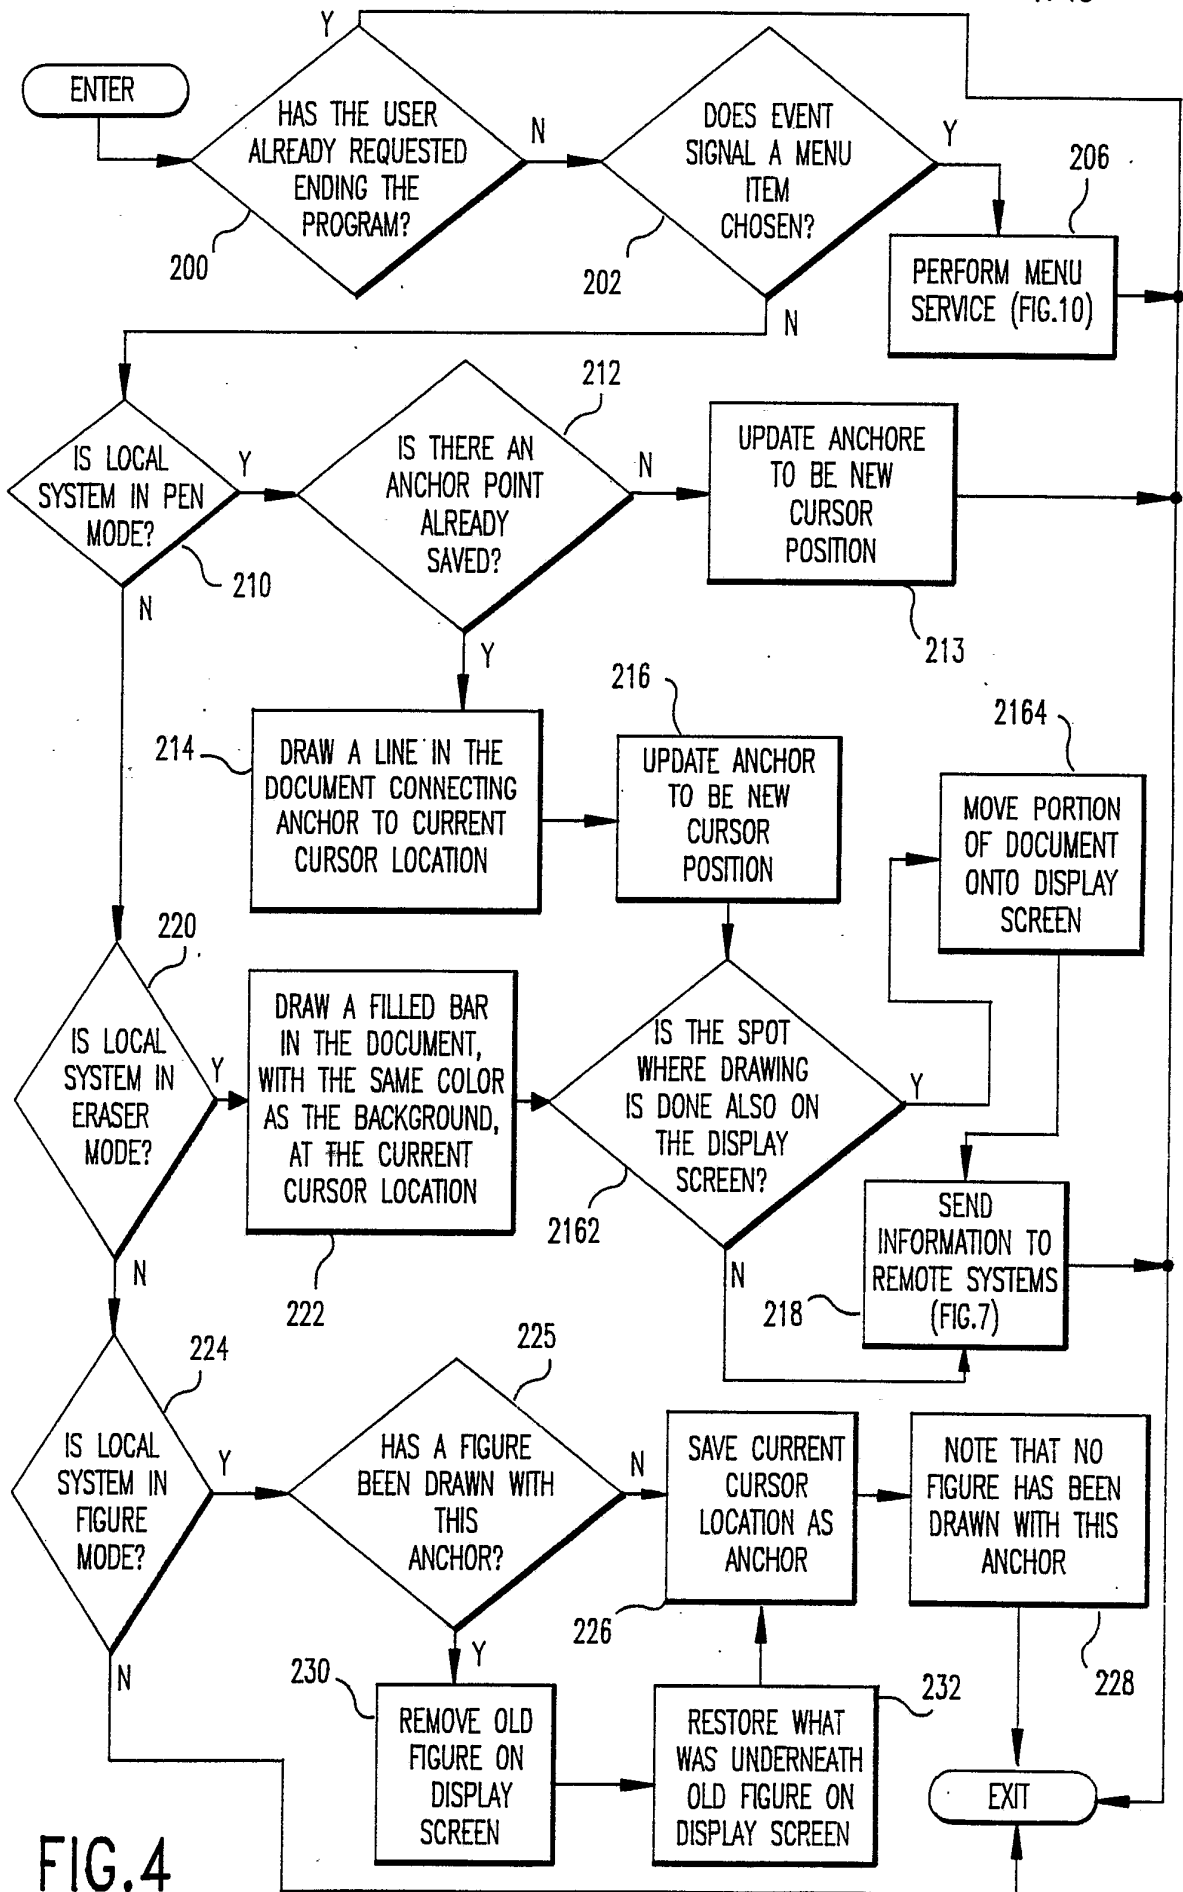 Y
ENTER
HAS THE USER
ALREADY REQUESTED
ENDING THE
PROGRAM?
200
N
DOES EVENT
SIGNAL A MENU
ITEM
CHOSEN?
202
Y
206
PERFORM MENU
SERVICE (FIG.10)
N
IS LOCAL
SYSTEM IN PEN
MODE?
Y
210
N
212
IS THERE AN
ANCHOR POINT
ALREADY
SAVED?
N
UPDATE ANCHORE
TO BE NEW
CURSOR
POSITION
213
Y
214
DRAW A LINE IN THE
DOCUMENT CONNECTING
ANCHOR TO CURRENT
CURSOR LOCATION
216
UPDATE ANCHOR
TO BE NEW
CURSOR
POSITION
2164
MOVE PORTION
OF DOCUMENT
ONTO DISPLAY
SCREEN
220
IS LOCAL
SYSTEM IN
ERASER
MODE?
Y
N
DRAW A FILLED BAR
IN THE DOCUMENT,
WITH THE SAME COLOR
AS THE BACKGROUND,
AT THE CURRENT
CURSOR LOCATION
222
IS THE SPOT
WHERE DRAWING
IS DONE ALSO ON
THE DISPLAY
SCREEN?
2162
Y
N
SEND
INFORMATION TO
REMOTE SYSTEMS
(FIG.7)
218
224
IS LOCAL
SYSTEM IN
FIGURE
MODE?
Y
N
225
HAS A FIGURE
BEEN DRAWN WITH
THIS
ANCHOR?
N
Y
SAVE CURRENT
CURSOR
LOCATION AS
ANCHOR
226
NOTE THAT NO
FIGURE HAS BEEN
DRAWN WITH THIS
ANCHOR
228
230
REMOVE OLD
FIGURE ON
DISPLAY
SCREEN
232
RESTORE WHAT
WAS UNDERNEATH
OLD FIGURE ON
DISPLAY SCREEN
EXIT
FIG.4